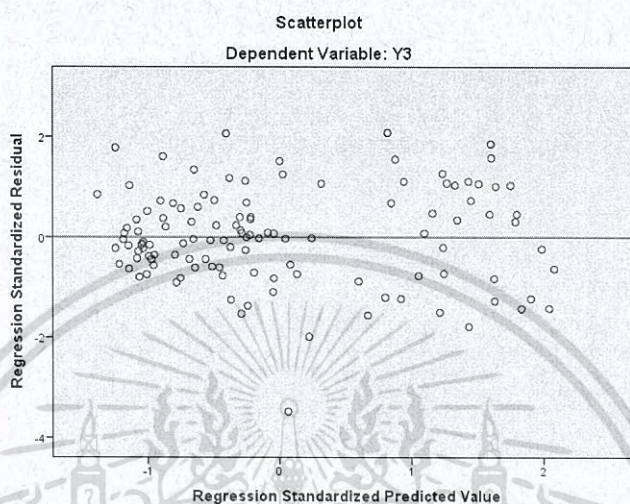 Scatterplot
Dependent Variable: Y3
Regression Standardized Residual
2
0
-2
-4
-1
0
1
2
Regression Standardized Predicted Value